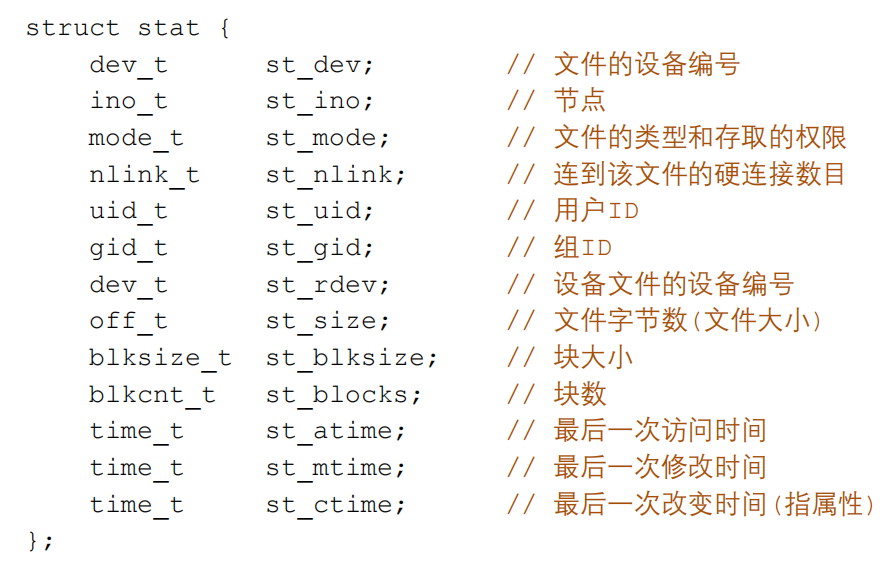 struct stat {
    dev_t      st_dev;        // 文件的设备编号
    ino_t      st_ino;        // 节点
    mode_t     st_mode;       // 文件的类型和存取的权限
    nlink_t    st_nlink;      // 连到该文件的硬连接数目
    uid_t      st_uid;        // 用户ID
    gid_t      st_gid;        // 组ID
    dev_t      st_rdev;       // 设备文件的设备编号
    off_t      st_size;       // 文件字节数(文件大小)
    blksize_t  st_blksize;    // 块大小
    blkcnt_t   st_blocks;     // 块数
    time_t     st_atime;      // 最后一次访问时间
    time_t     st_mtime;      // 最后一次修改时间
    time_t     st_ctime;      // 最后一次改变时间(指属性)
};